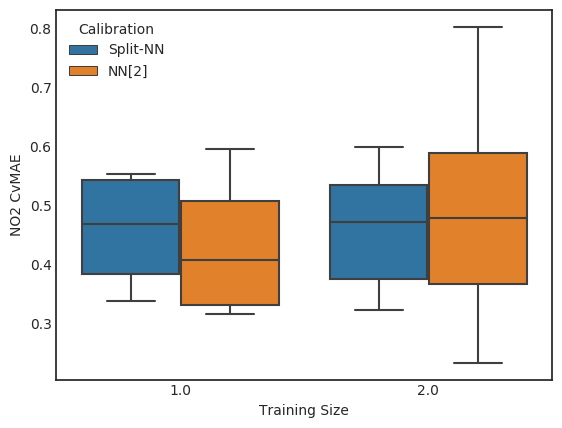 Calibration
Split-NN
NN[2]
0.8
0.7
0.6
0.5
0.4
0.3
NO2 CvMAE
1.0
2.0
Training Size